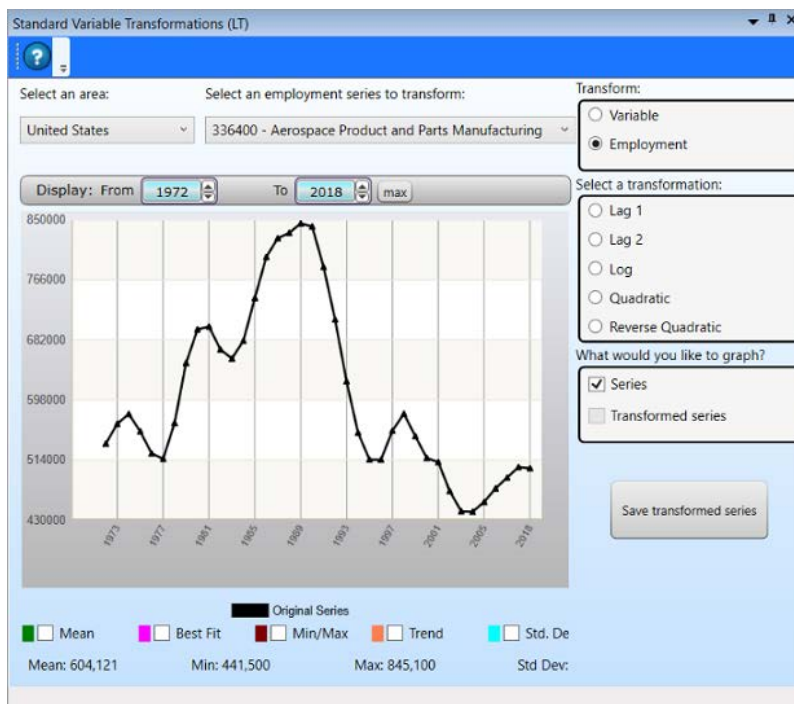 Standard Variable Transformations (LT)
?
Select an area:
Select an employment series to transform:
United States
336400 - Aerospace Product and Parts Manufacturing
Transform:
Variable
Employment
Display: From 1972 To 2018 max
Select a transformation:
Lag 1
Lag 2
Log
Quadratic
Reverse Quadratic
What would you like to graph?
Series
Transformed series
Save transformed series
850000
766000
682000
598000
514000
430000
1973 1977 1981 1985 1989 1993 1997 2001 2005 2018
Original Series
Mean Best Fit Min/Max Trend Std. De
Mean: 604,121 Min: 441,500 Max: 845,100 Std Dev: